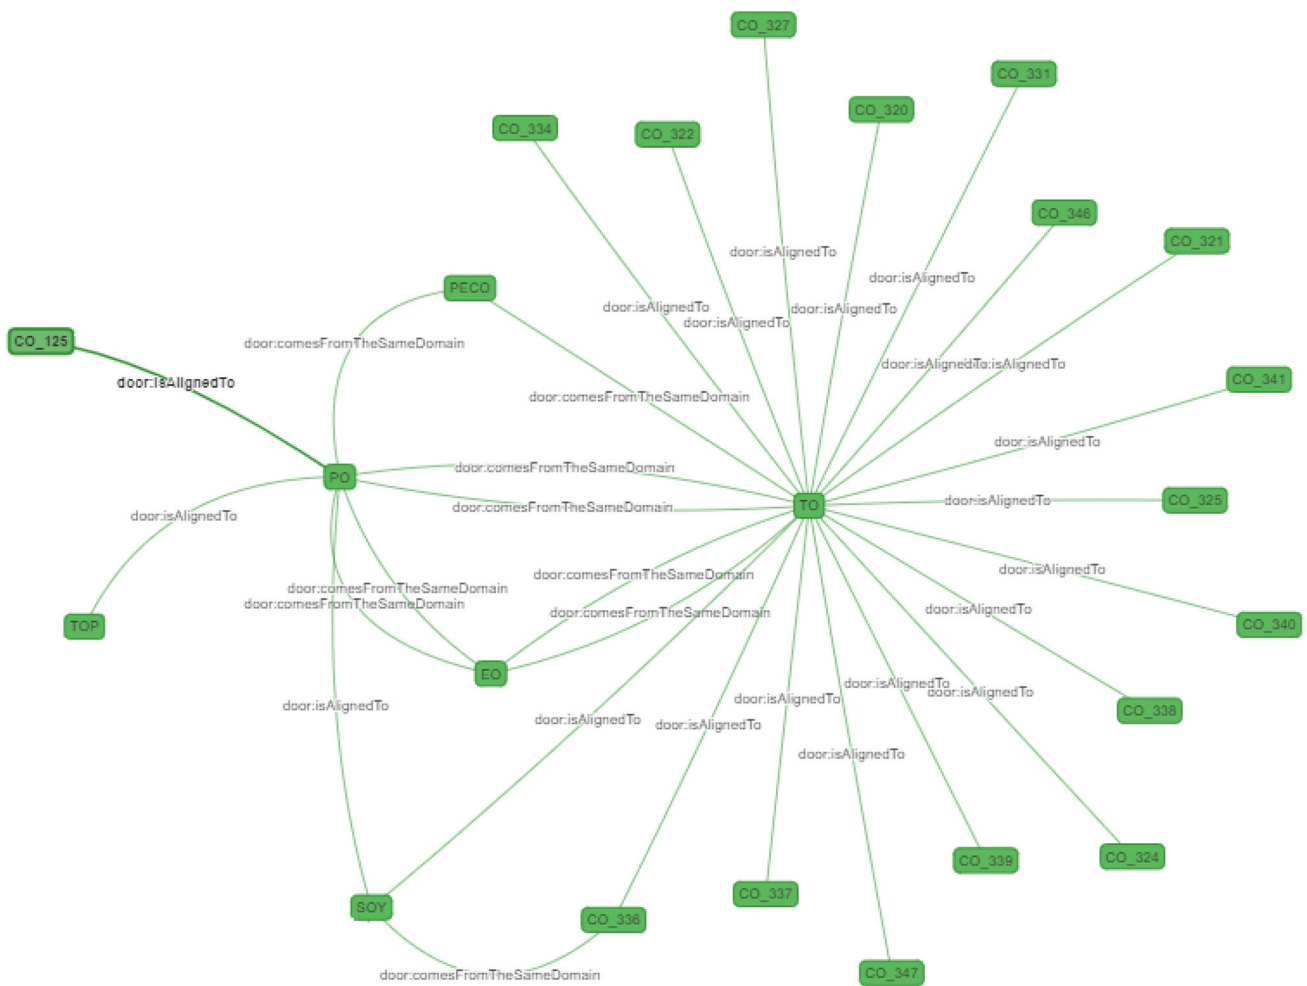 CO_327
CO_331
CO_320
CO_334
CO_322
CO_346
CO_321
door:isAlignedTo
door:isAlignedTo
PECO
door:isAlignedTo
door:isAlignedTo
door:isAlignedTo
CO_125
door:comesFromTheSameDomain
door:isAlignedTo
door:isAlignedTo
door:isAlignedTo
CO_341
door:comesFromTheSameDomain
door:isAlignedTo
door:comesFromTheSameDomain
PO
door:comesFromTheSameDomain
TO
door:isAlignedTo
CO_325
door:isAlignedTo
door:comesFromTheSameDomain
door:isAlignedTo
door:comesFromTheSameDomain
door:comesFromTheSameDomain
door:comesFromTheSameDomain
door:isAlignedTo
CO_340
TOP
EO
door:isAlignedTo
door:isAlignedTo
door:isAlignedTo
door:isAlignedTo
door:isAlignedTo
door:isAlignedTo
CO_338
door:isAlignedTo
CO_339
CO_324
CO_337
SOY
CO_336
door:comesFromTheSameDomain
CO_347